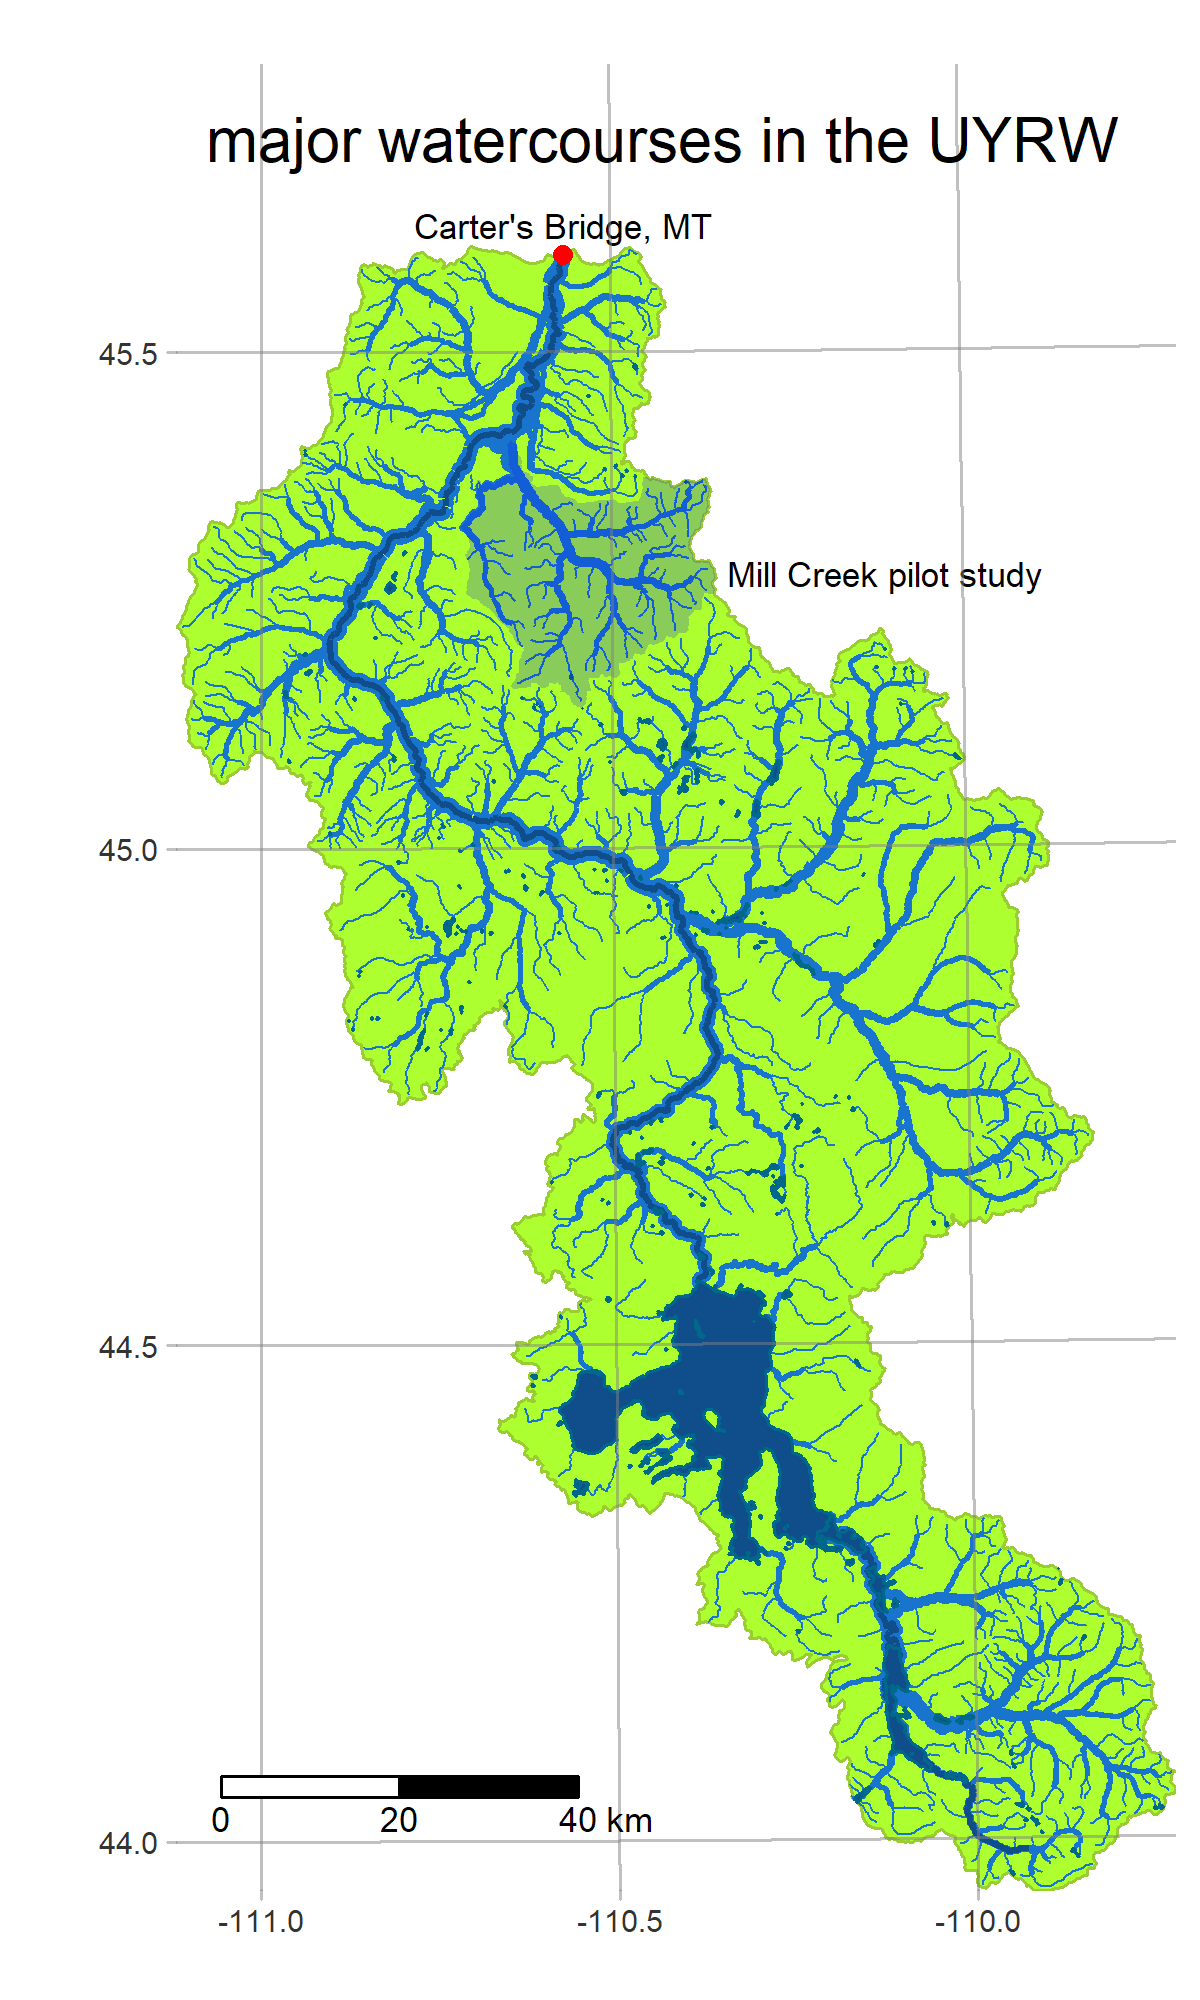 major watercourses in the UYRW
Carter's Bridge, MT
45.5
Mill Creek pilot study
45.0
44.5
0 20 40 km
44.0
-111.0 -110.5 -110.0